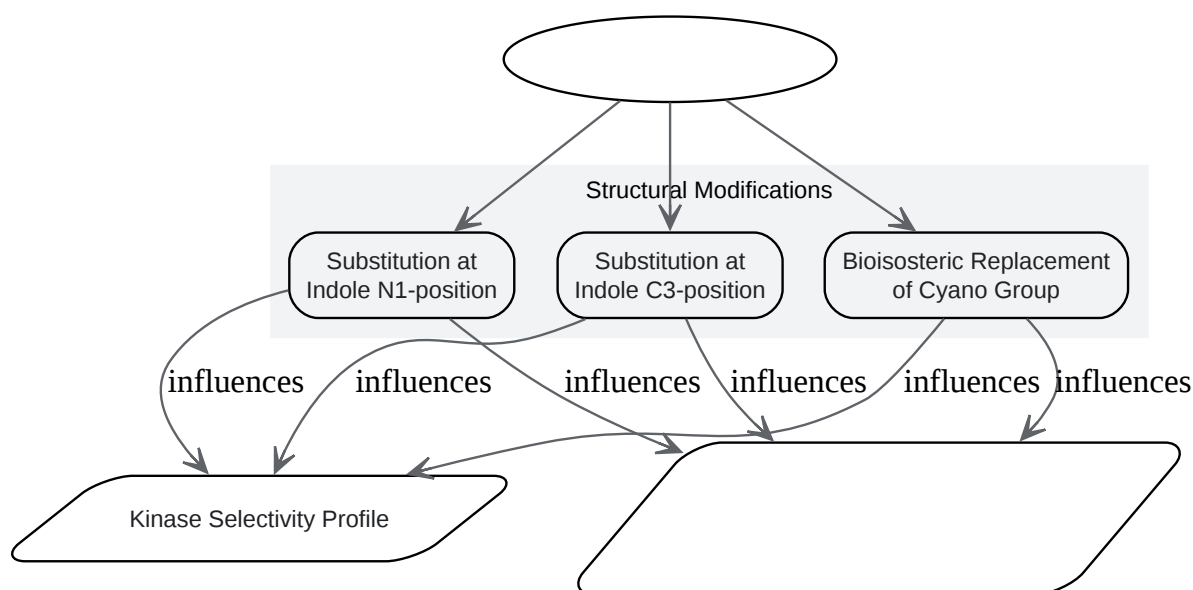 Structural Modifications
Substitution at
Indole N1-position
Substitution at
Indole C3-position
Bioisosteric Replacement
of Cyano Group
influences
influences
influences
influences
influences
influences
Kinase Selectivity Profile